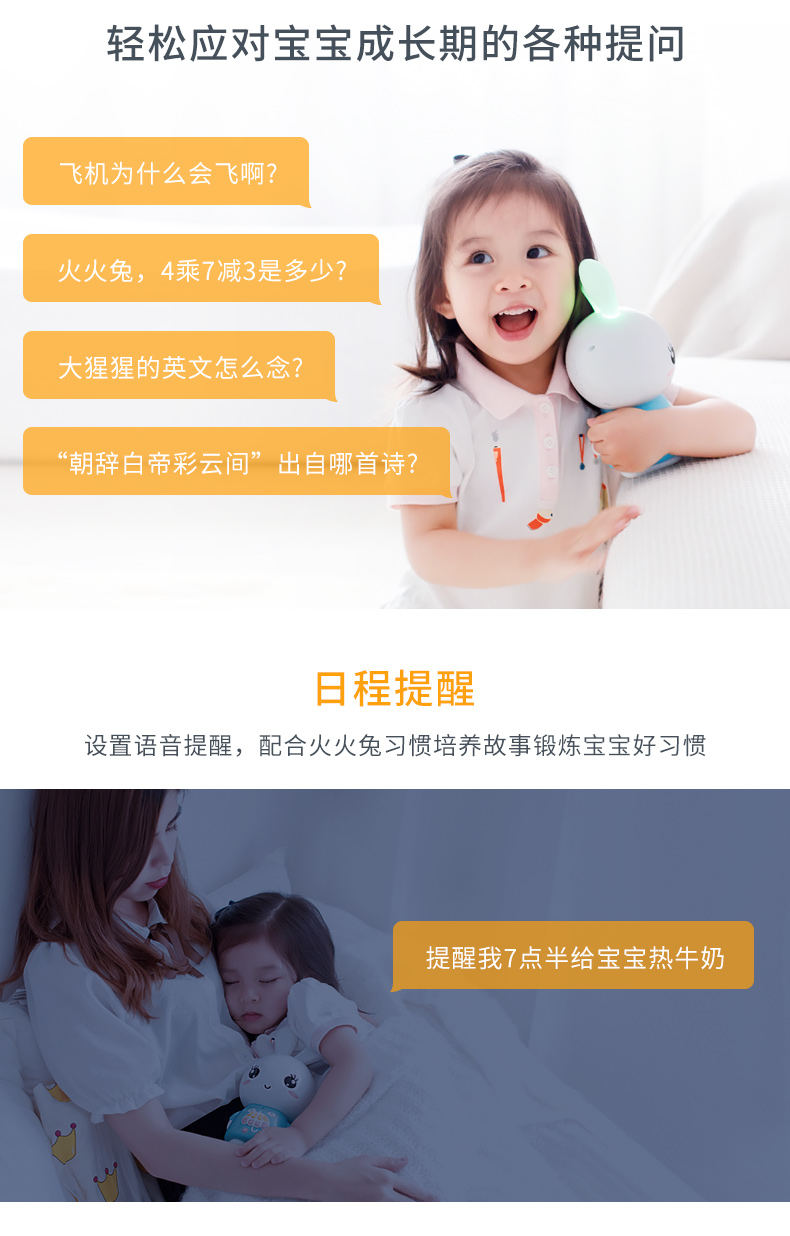 轻松应对宝宝成长期的各种提问
飞机为什么会飞啊?
火火兔，4乘7减3是多少?
大猩猩的英文怎么念?
“朝辞白帝彩云间”出自哪首诗?
日程提醒
设置语音提醒，配合火火兔习惯培养故事锻炼宝宝好习惯
提醒我7点半给宝宝热牛奶